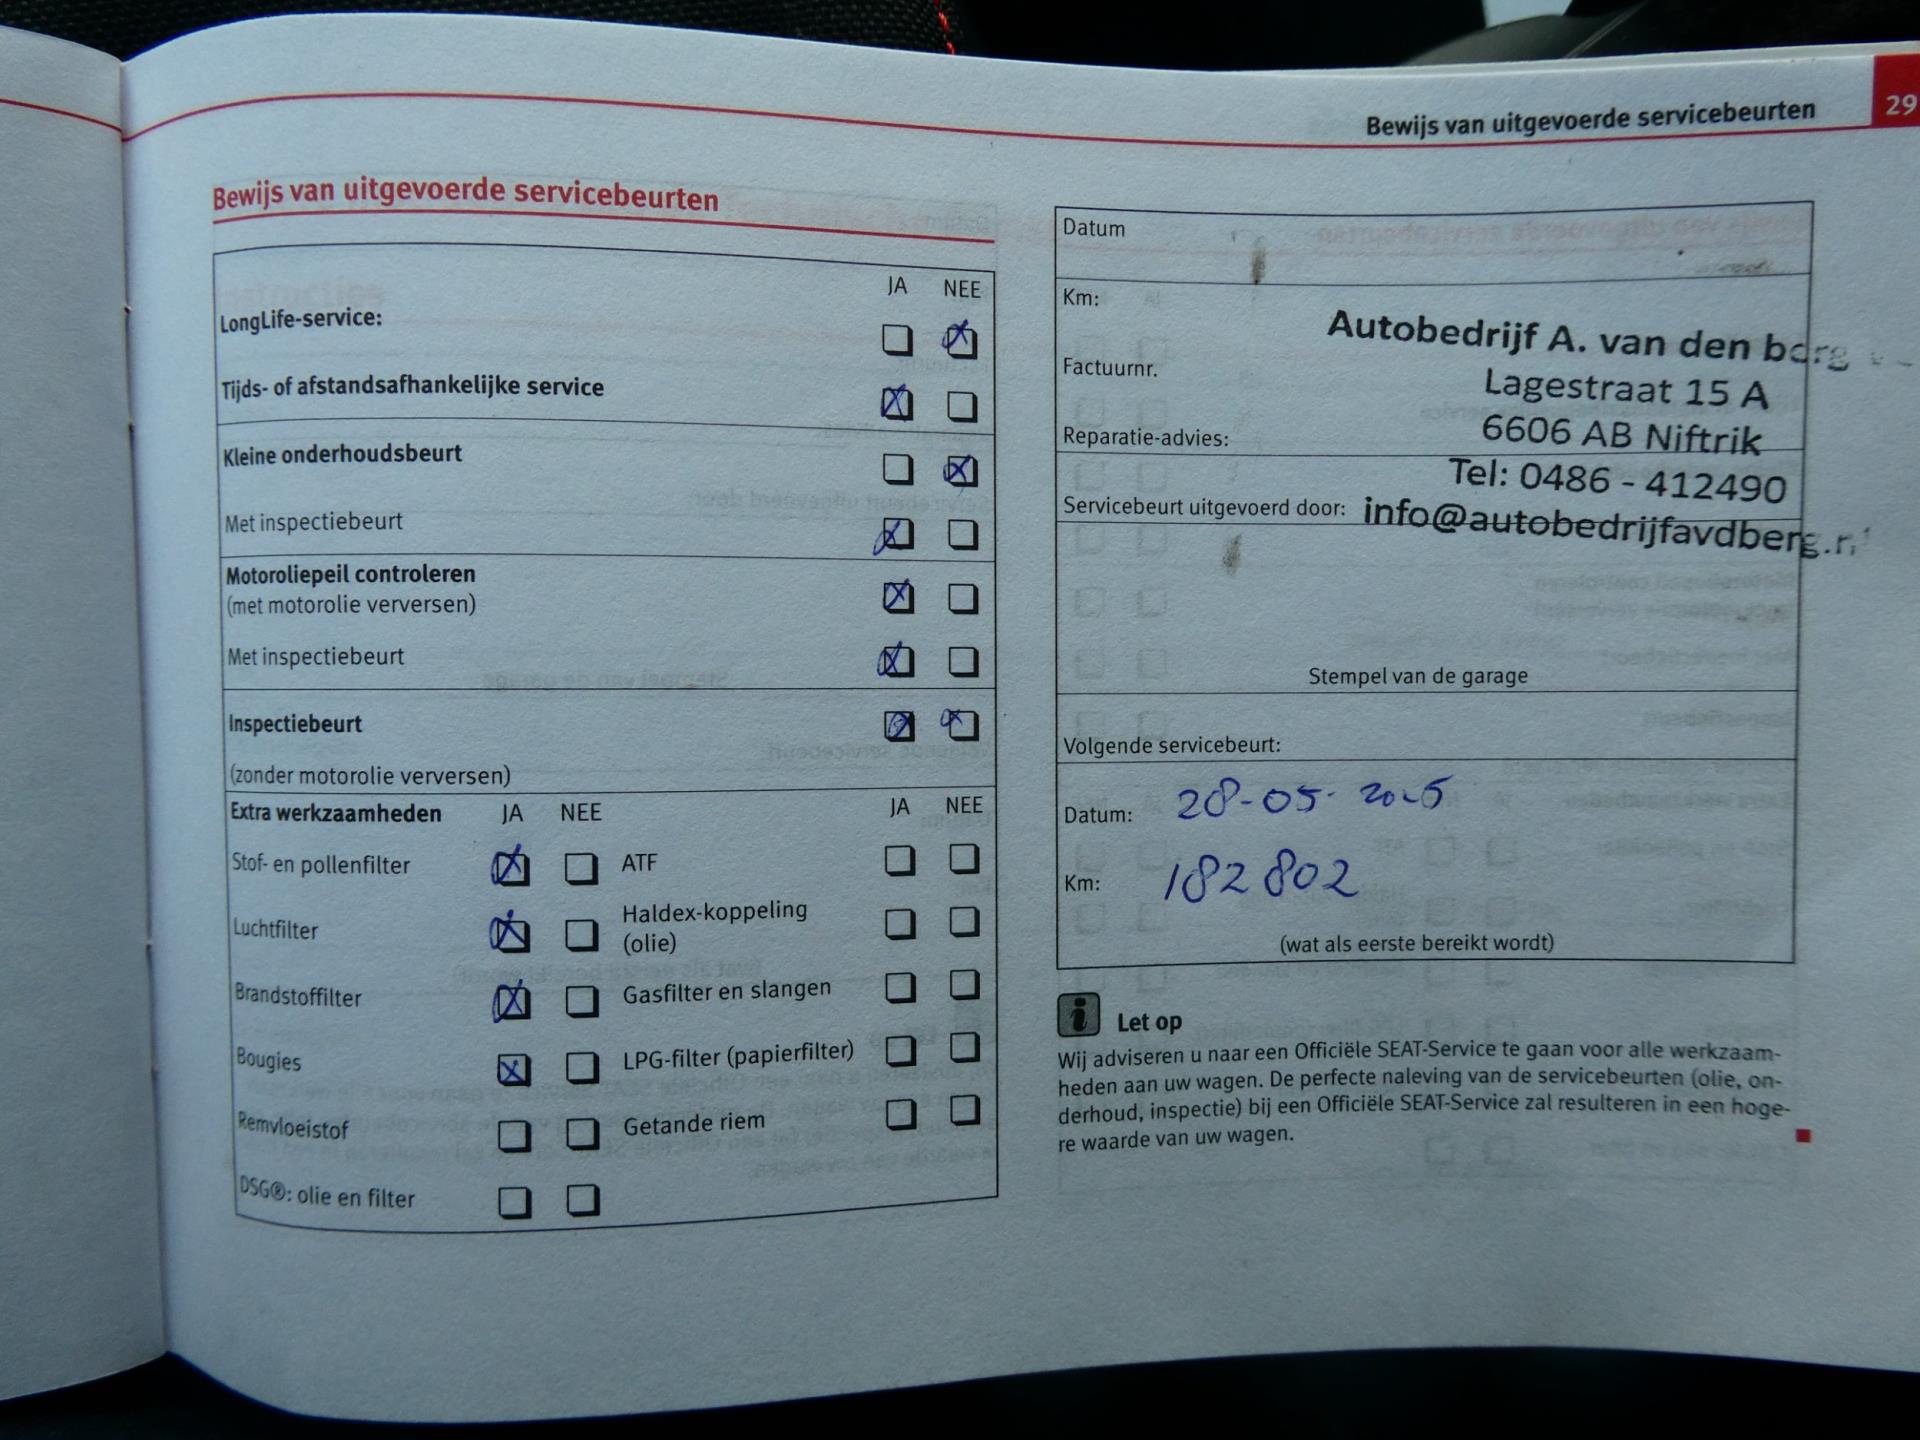 Bewijs van uitgevoerde servicebeurten 29
Bewijs van uitgevoerde servicebeurten
JA NEE
LongLife-service:
Tijds- of afstandsafhankelijke service
Kleine onderhoudsbeurt
Met inspectiebeurt
Motoroliepeil controleren
(met motorolie verversen)
Met inspectiebeurt
Inspectiebeurt
(zonder motorolie verversen)
Extra werkzaamheden JA NEE JA NEE
Stof- en pollenfilter ATF
Luchtfilter Haldex-koppeling
(olie)
Brandstoffilter Gasfilter en slangen
Bougies LPG-filter (papierfilter)
Remvloeistof Getande riem
DSG®: olie en filter
Datum
Km:
Autobedrijf A. van den berg
Factuurnr.
Lagestraat 15 A
6606 AB Niftrik
Reparatie-advies:
Tel: 0486 - 412490
Servicebeurt uitgevoerd door: info@autobedrijfavdberg.nl
Stempel van de garage
Volgende servicebeurt:
Datum: 28-05-2025
Km: 182802
(wat als eerste bereikt wordt)
i Let op
Wij adviseren u naar een Officiële SEAT-Service te gaan voor alle werkzaam-
heden aan uw wagen. De perfecte naleving van de servicebeurten (olie, on-
derhoud, inspectie) bij een Officiële SEAT-Service zal resulteren in een hoge-
re waarde van uw wagen.